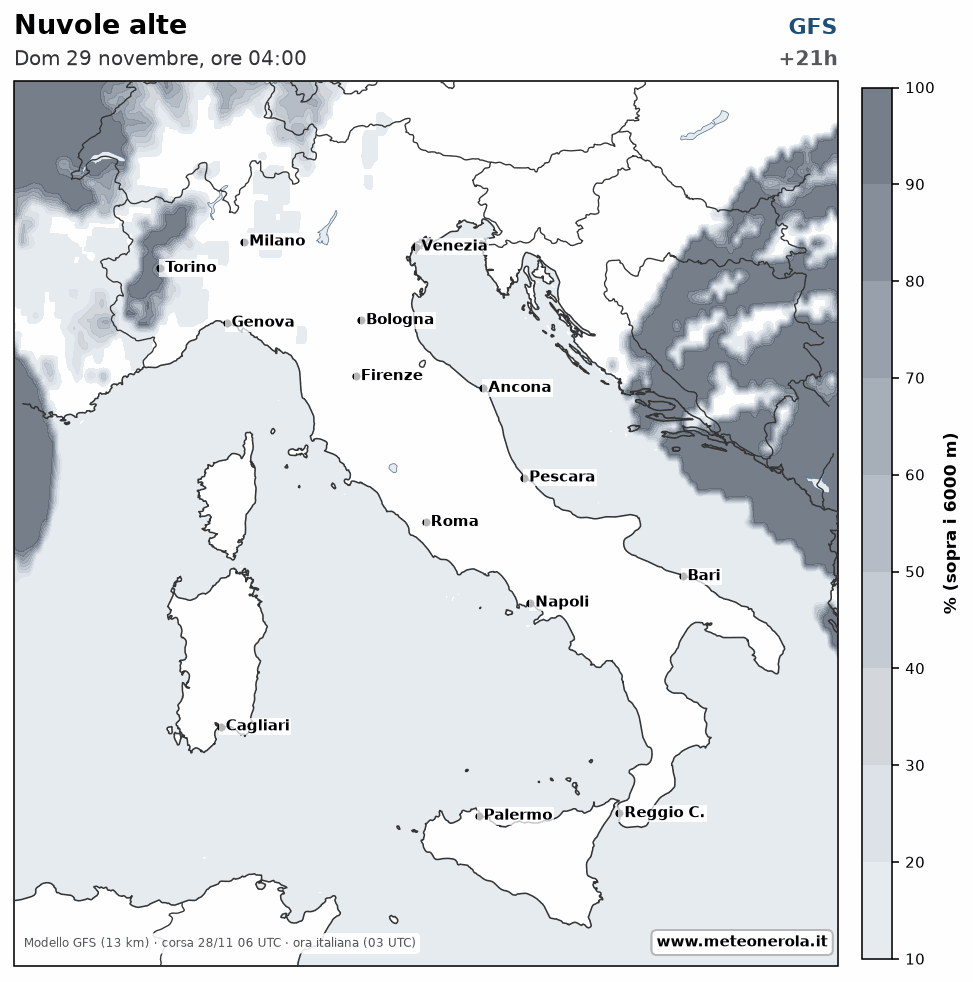 Nuvole alte
GFS
Dom 29 novembre, ore 04:00
+21h
100
90
80
70
60
50
40
30
20
10
% (sopra i 6000 m)
Milano
Venezia
Torino
Genova
Bologna
Firenze
Ancona
Pescara
Roma
Bari
Napoli
Cagliari
Palermo
Reggio C.
Modello GFS (13 km) · corsa 28/11 06 UTC · ora italiana (03 UTC)
www.meteonerola.it